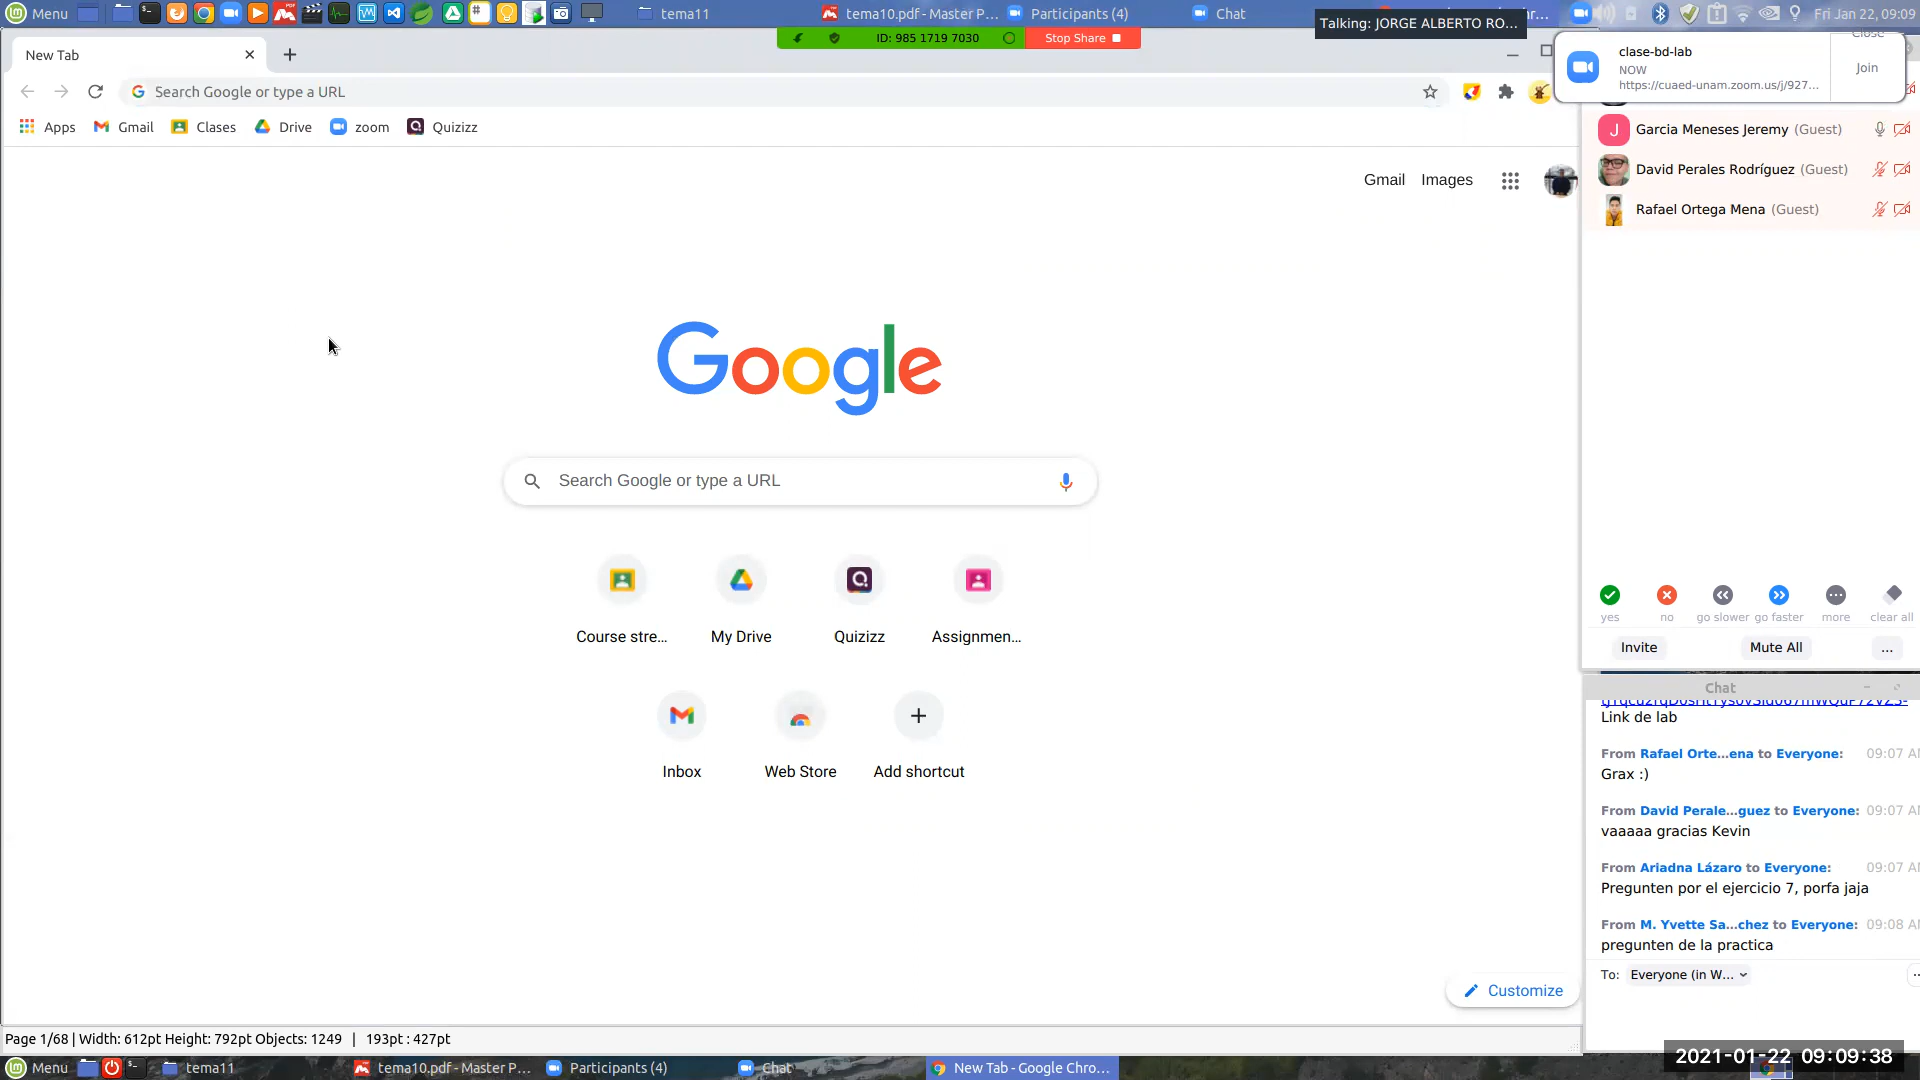 Menu
tema11
tema10.pdf - Master P...
Participants (4)
Chat
Talking: JORGE ALBERTO RO...
Fri Jan 22, 09:09
ID: 985 1719 7030
Stop Share
New Tab
Close
clase-bd-lab
NOW
https://cuaed-unam.zoom.us/j/927...
Join
Search Google or type a URL
Apps
Gmail
Clases
Drive
zoom
Quizizz
Garcia Meneses Jeremy (Guest)
David Perales Rodríguez (Guest)
Rafael Ortega Mena (Guest)
Gmail
Images
Google
Search Google or type a URL
Course stre...
My Drive
Quizizz
Assignmen...
Inbox
Web Store
Add shortcut
yes
no
go slower
go faster
more
clear all
Invite
Mute All
...
Chat
Link de lab
From Rafael Orte...ena to Everyone: 09:07 A
Grax :)
From David Perale...guez to Everyone: 09:07 A
vaaaaa gracias Kevin
From Ariadna Lázaro to Everyone: 09:07 A
Pregunten por el ejercicio 7, porfa jaja
From M. Yvette Sa...chez to Everyone: 09:08 A
pregunten de la practica
To: Everyone (in W...
Customize
Page 1/68 | Width: 612pt Height: 792pt Objects: 1249 | 193pt : 427pt
Menu
tema11
tema10.pdf - Master P...
Participants (4)
Chat
New Tab - Google Chro...
2021-01-22 09:09:38